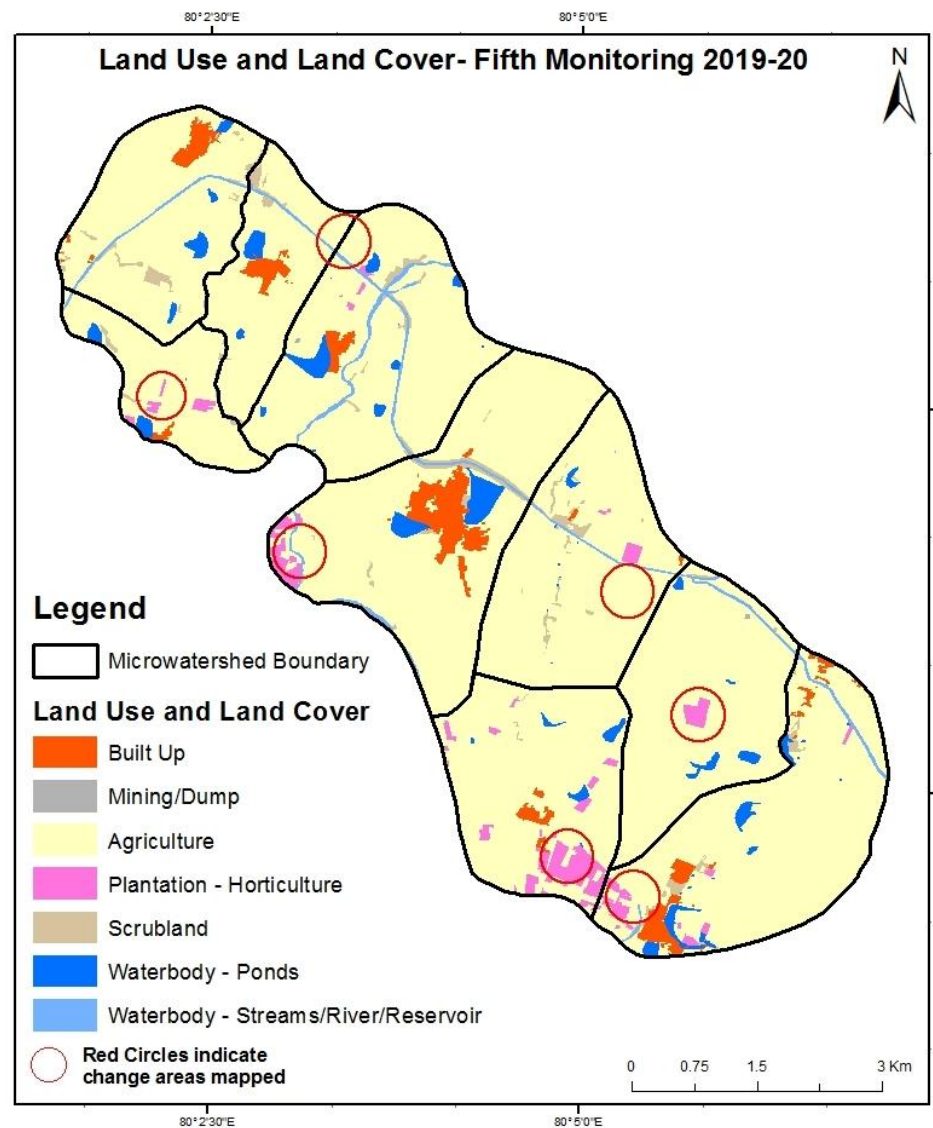 80°2'30"E 80°5'0"E
Land Use and Land Cover- Fifth Monitoring 2019-20
N
Legend
Microwatershed Boundary
Land Use and Land Cover
Built Up
Mining/Dump
Agriculture
Plantation - Horticulture
Scrubland
Waterbody - Ponds
Waterbody - Streams/River/Reservoir
Red Circles indicate
change areas mapped
0 0.75 1.5 3 Km
80°2'30"E 80°5'0"E